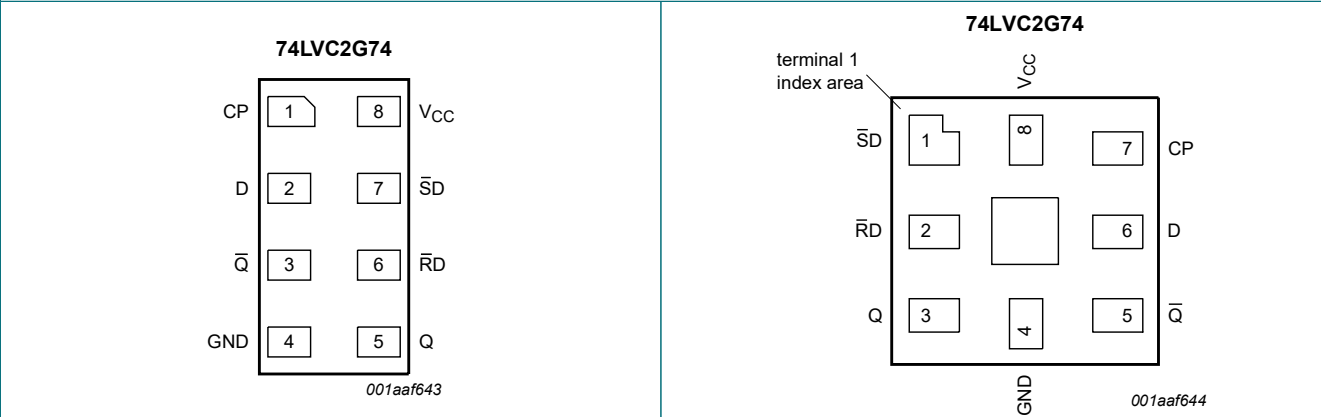 74LVC2G74
CP 1 8 VCC
D 2 7 S̅D
Q̅ 3 6 R̅D
GND 4 5 Q
001aaf643
74LVC2G74
terminal 1
index area
VCC
S̅D 1 8 7 CP
R̅D 2 6 D
Q 3 4 5 Q̅
GND
001aaf644